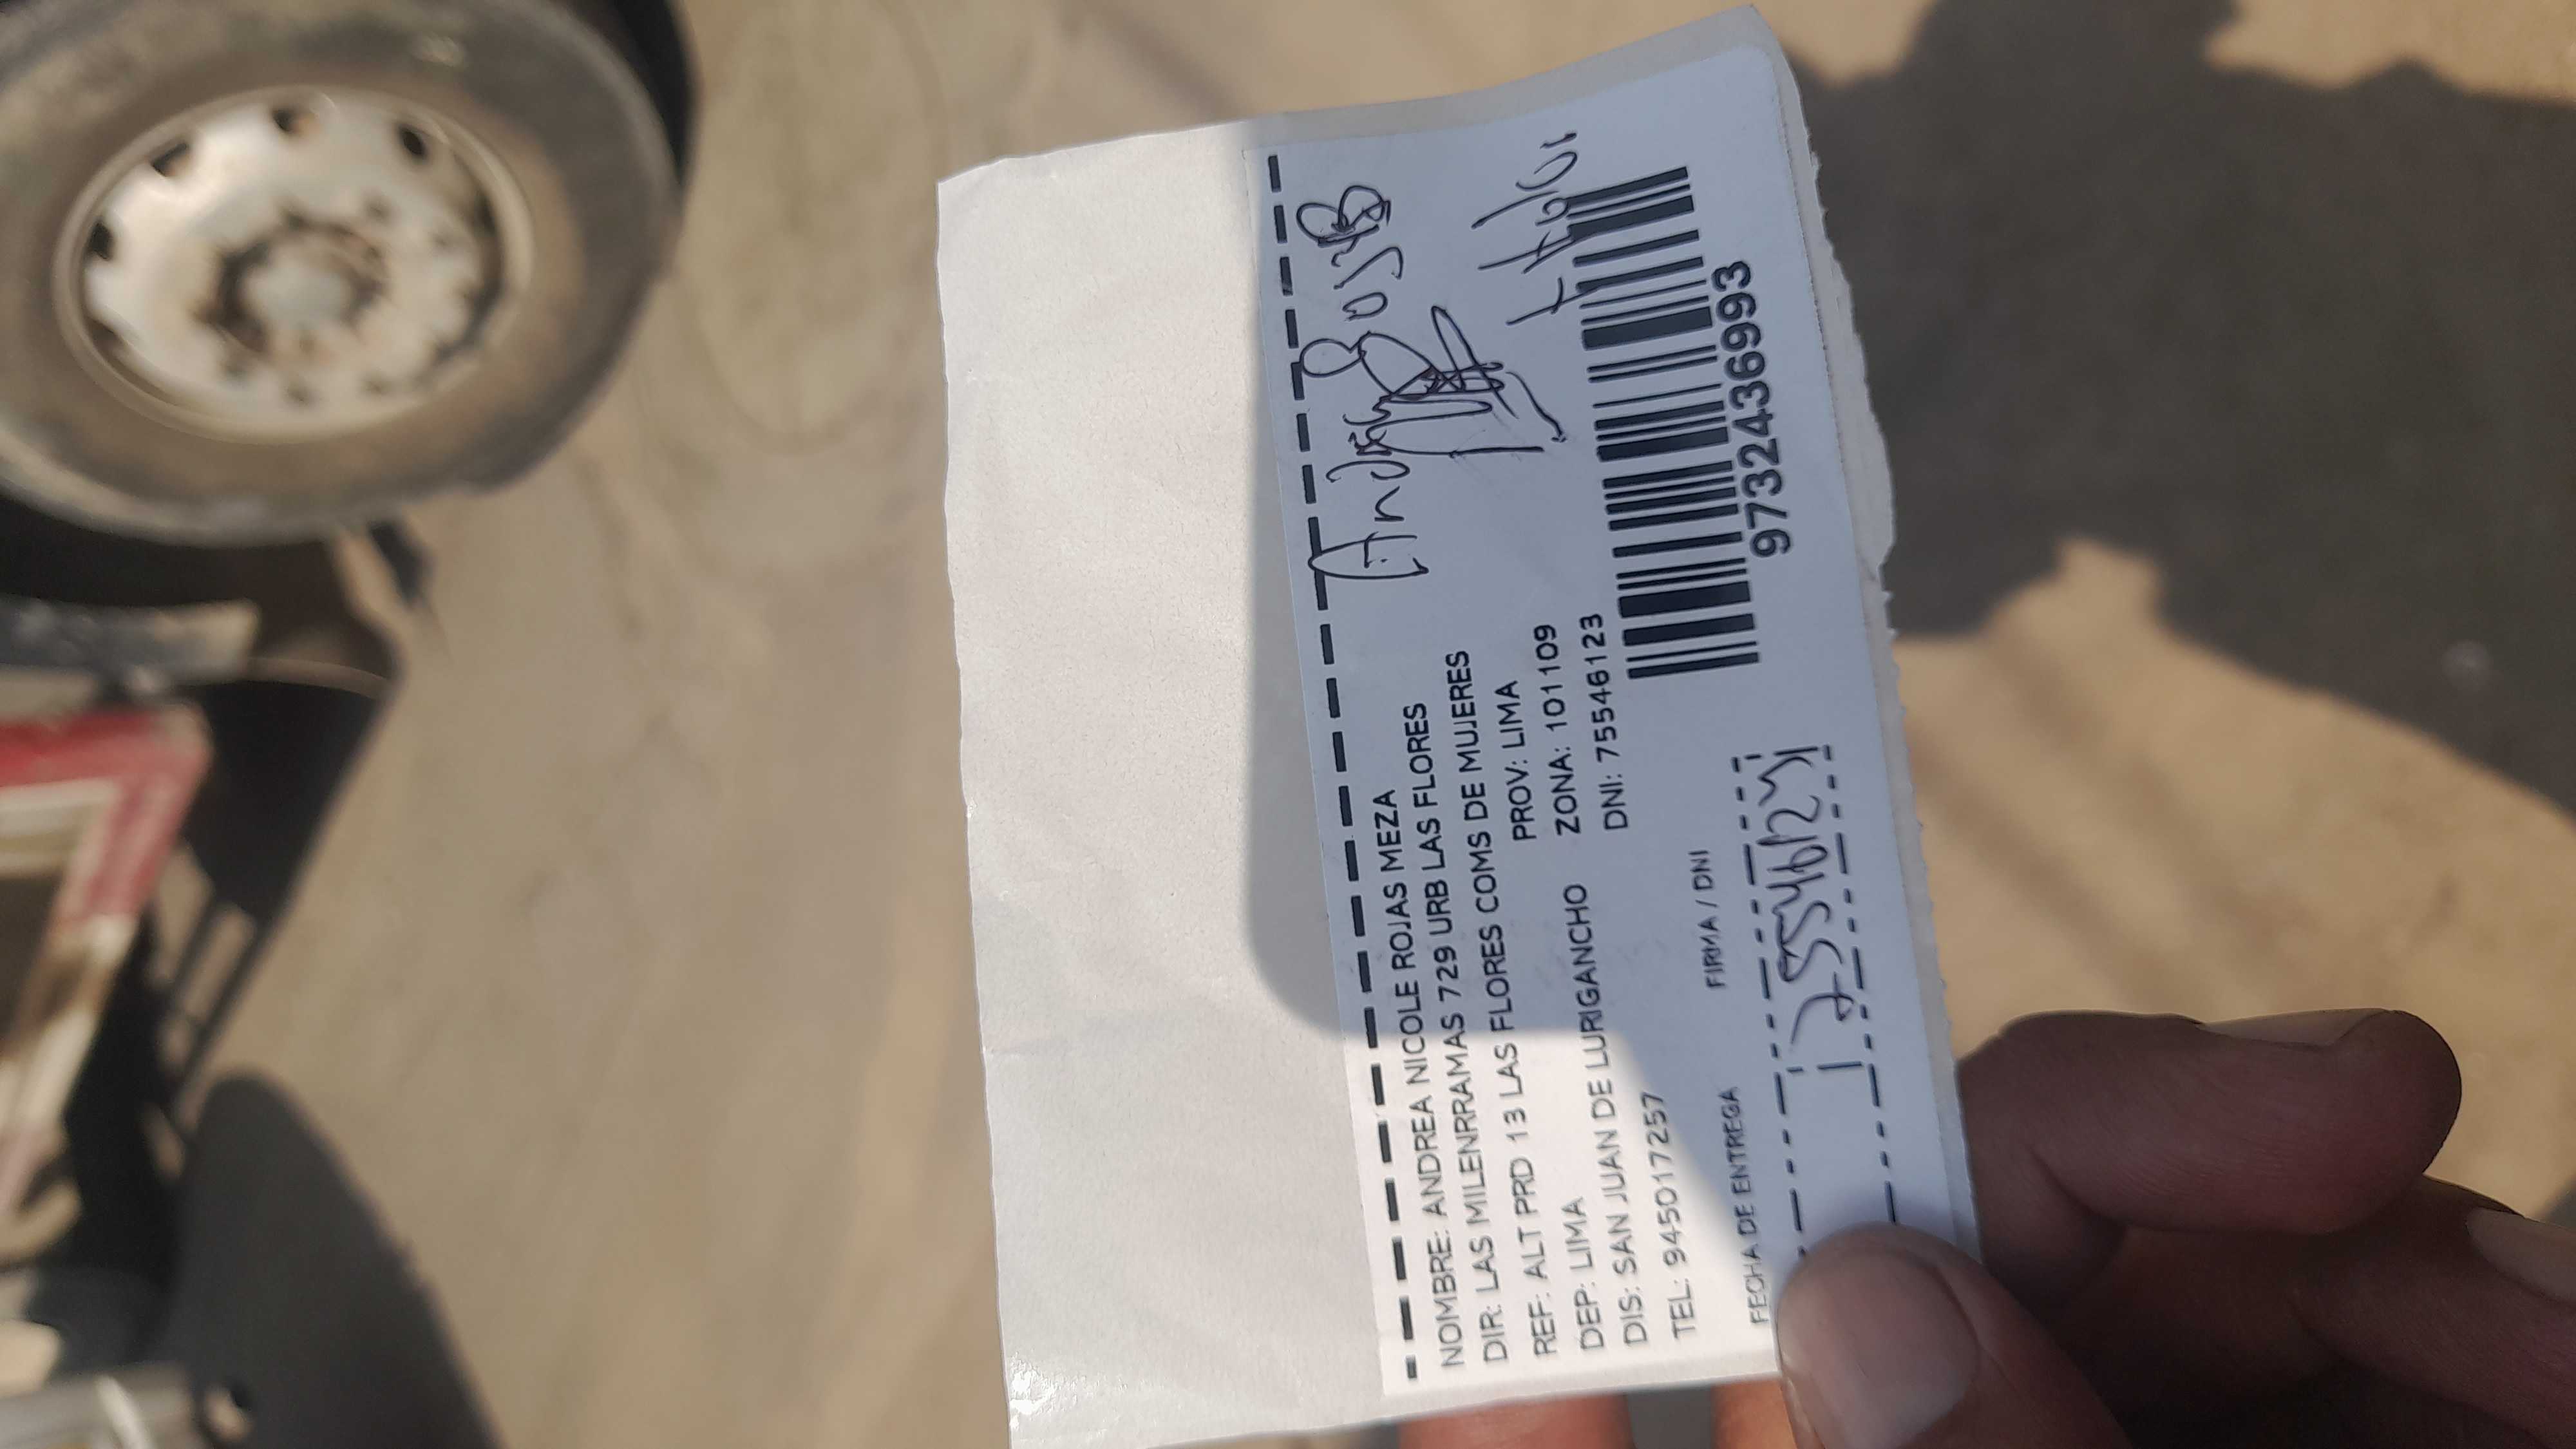 Andrea Rojas
NOMBRE: ANDREA NICOLE ROJAS MEZA
DIR: LAS MILENRRAMAS 729 URB LAS FLORES
REF: ALT PRD 13 LAS FLORES COMS DE MUJERES
DEP: LIMA PROV: LIMA
DIS: SAN JUAN DE LURIGANCHO ZONA: 101109
TEL: 945017257 DNI: 75546123
FECHA DE ENTREGA FIRMA / DNI
9732436993